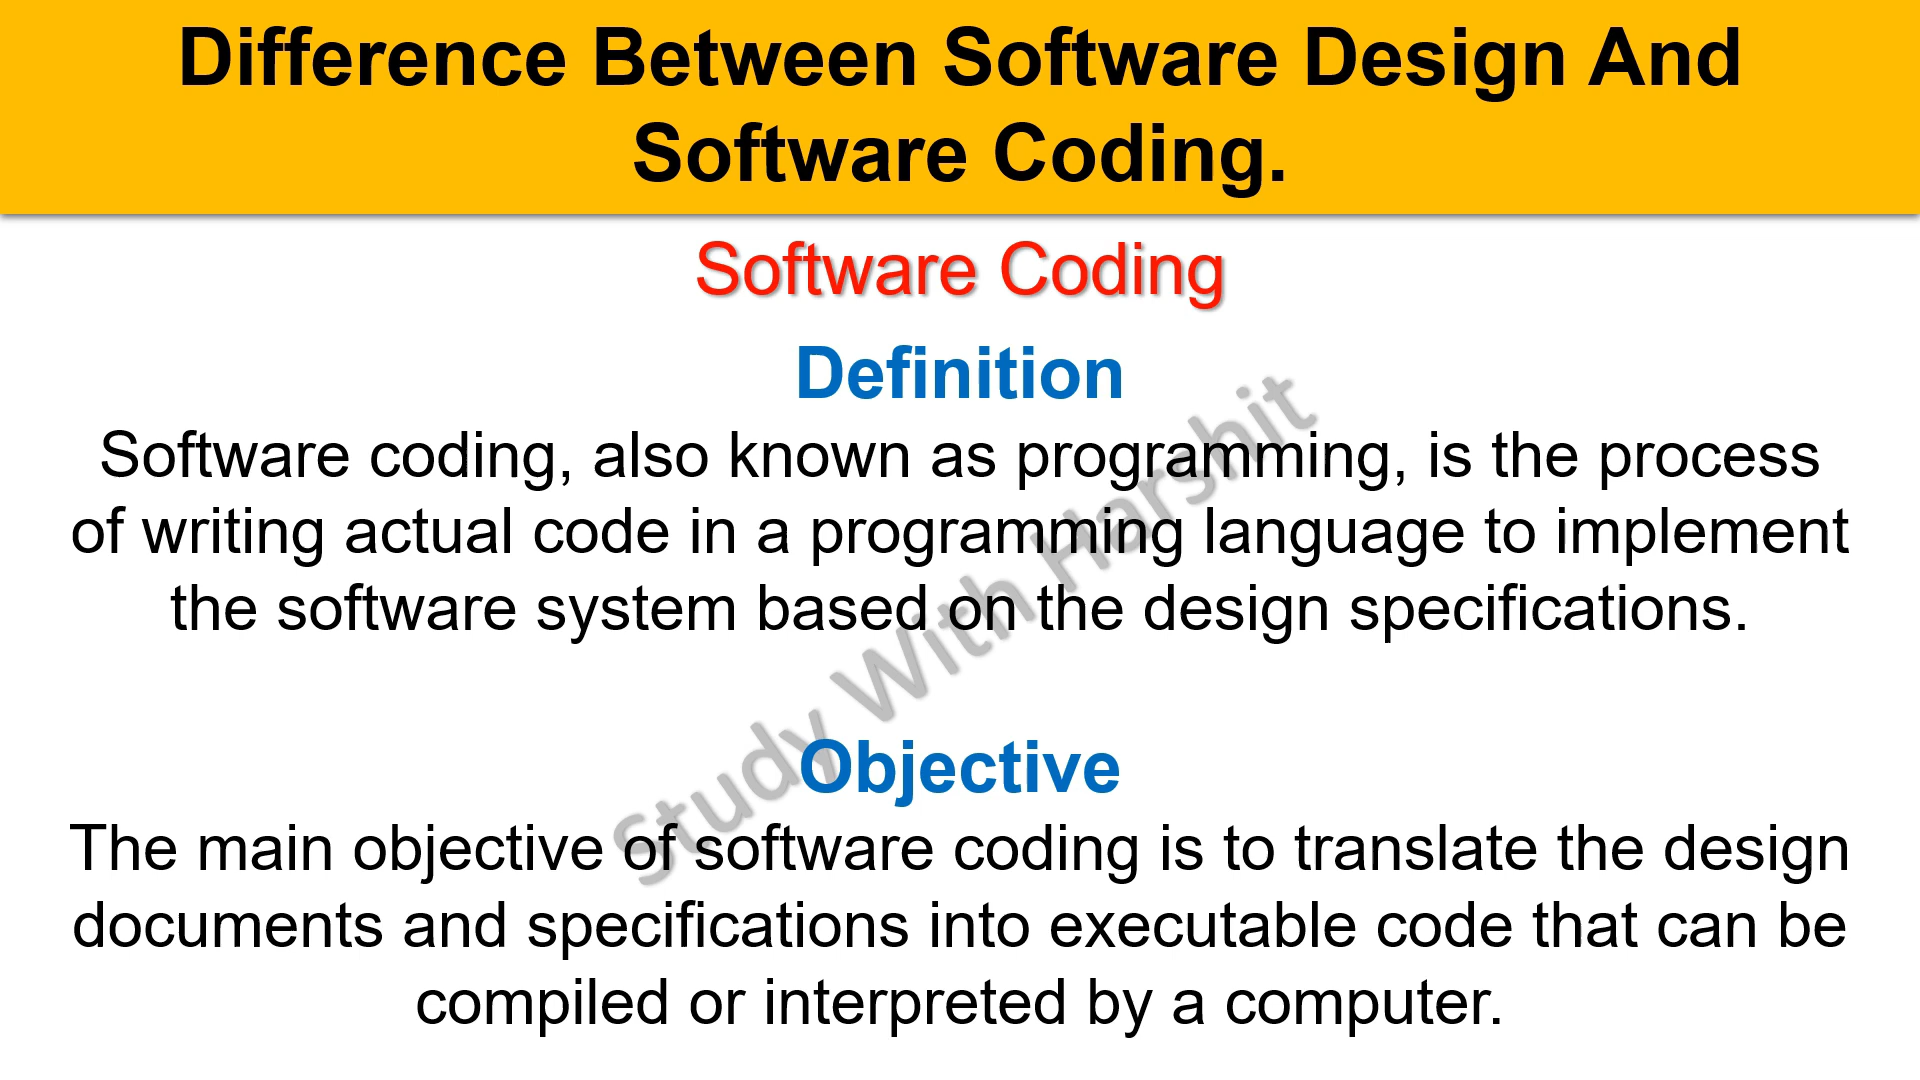 Difference Between Software Design And
Software Coding.
Software Coding
Definition
Software coding, also known as programming, is the process
of writing actual code in a programming language to implement
the software system based on the design specifications.
Objective
The main objective of software coding is to translate the design
documents and specifications into executable code that can be
compiled or interpreted by a computer.
Study With Harshit